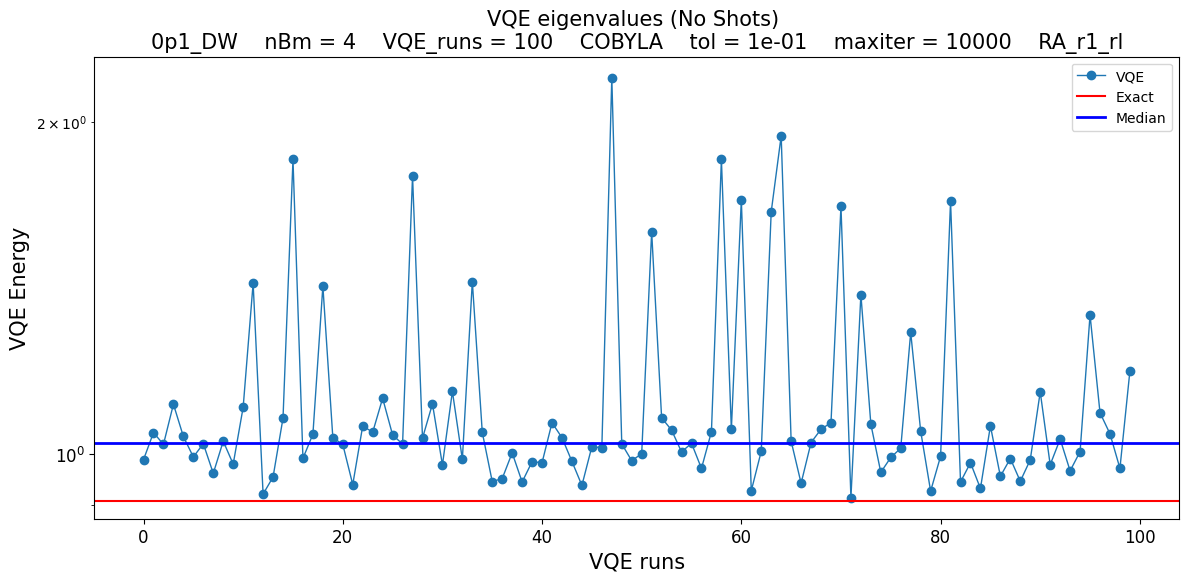 VQE eigenvalues (No Shots)
0p1_DW nBm = 4 VQE_runs = 100 COBYLA tol = 1e-01 maxiter = 10000 RA_r1_rl
VQE
Exact
Median
2 × 10⁰
10⁰
VQE Energy
0 20 40 60 80 100
VQE runs